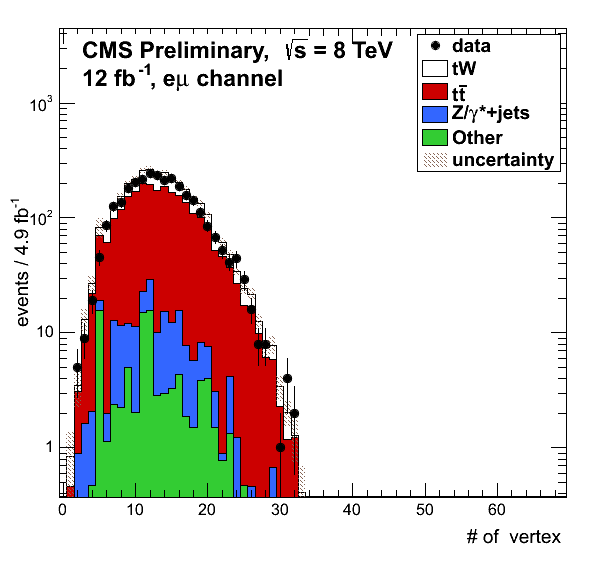 CMS Preliminary, √s = 8 TeV
12 fb⁻¹, eμ channel
data
tW
tt̄
Z/γ*+jets
Other
uncertainty
events / 4.9 fb⁻¹
10³
10²
10
1
0 10 20 30 40 50 60
# of vertex